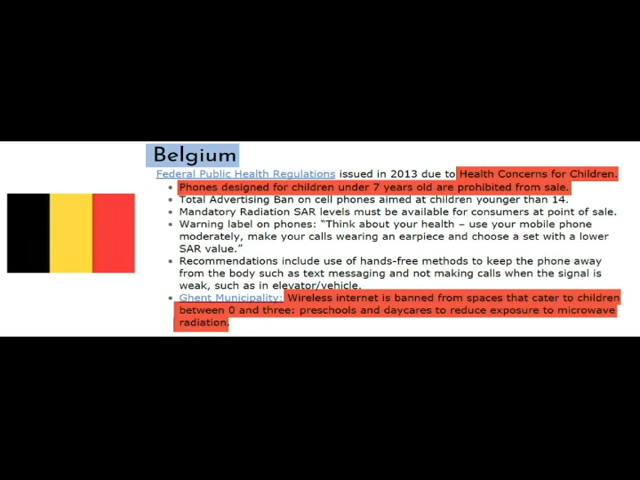 Belgium
Federal Public Health Regulations issued in 2013 due to Health Concerns for Children.
• Phones designed for children under 7 years old are prohibited from sale.
• Total Advertising Ban on cell phones aimed at children younger than 14.
• Mandatory Radiation SAR levels must be available for consumers at point of sale.
• Warning label on phones: “Think about your health – use your mobile phone
moderately, make your calls wearing an earpiece and choose a set with a lower
SAR value.”
• Recommendations include use of hands-free methods to keep the phone away
from the body such as text messaging and not making calls when the signal is
weak, such as in elevator/vehicle.
• Ghent Municipality: Wireless internet is banned from spaces that cater to children
between 0 and three: preschools and daycares to reduce exposure to microwave
radiation.